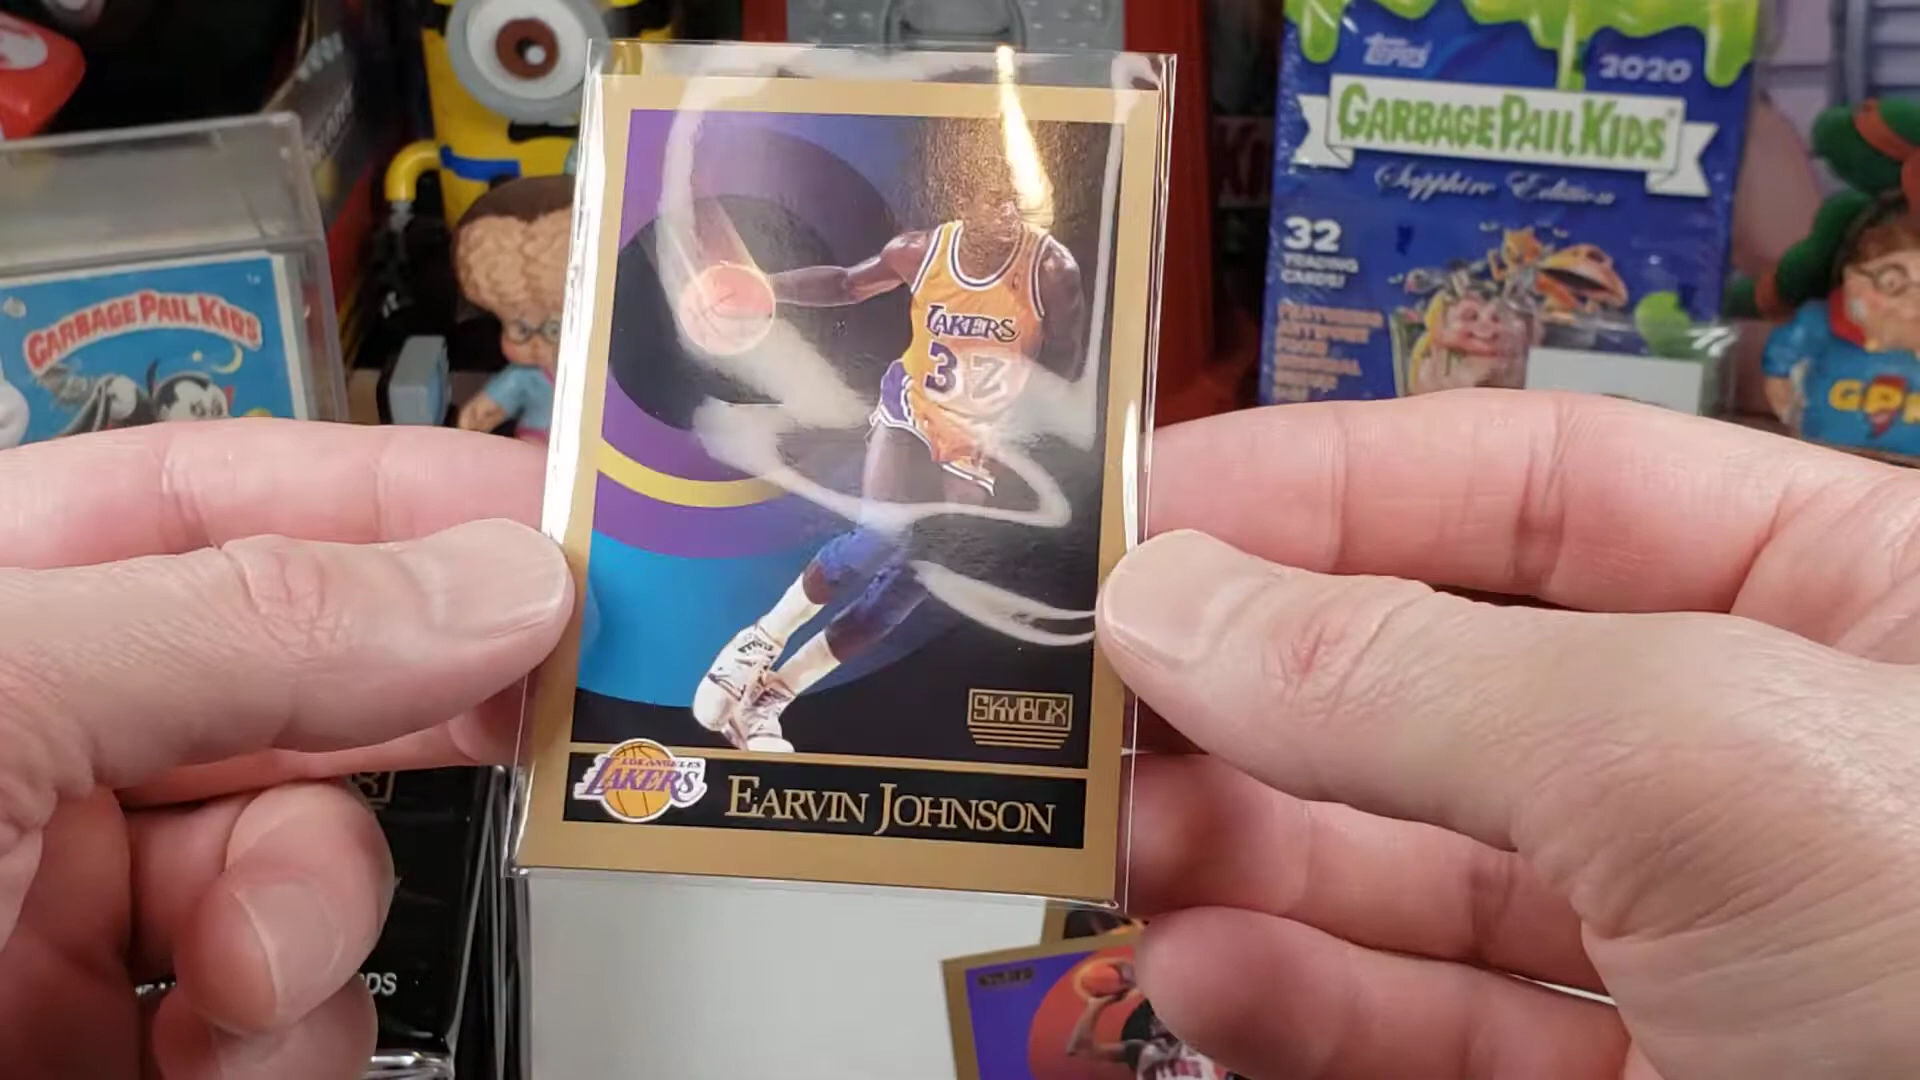 Topps
2020
GARBAGE PAIL KIDS
Sapphire Edition
32
TRADING
CARDS!
GARBAGE PAIL KIDS
LAKERS
32
SKYBOX
LOS ANGELES
LAKERS
EARVIN JOHNSON
DS
GPK